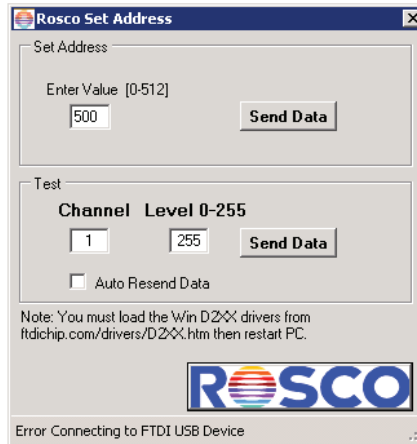 Rosco Set Address
Set Address
Enter Value [0-512]
500
Send Data
Test
Channel Level 0-255
1 255 Send Data
Auto Resend Data
Note: You must load the Win D2XX drivers from
ftdichip.com/drivers/D2XX.htm then restart PC.
ROSCO
Error Connecting to FTDI USB Device